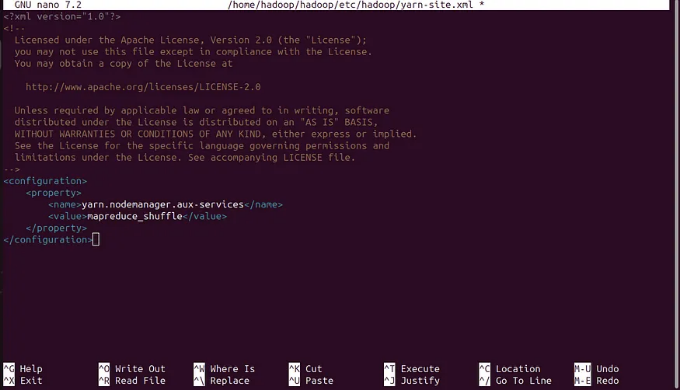 GNU nano 7.2 /home/hadoop/hadoop/etc/hadoop/yarn-site.xml *
<?xml version="1.0"?>
<!--
Licensed under the Apache License, Version 2.0 (the "License");
you may not use this file except in compliance with the License.
You may obtain a copy of the License at
http://www.apache.org/licenses/LICENSE-2.0
Unless required by applicable law or agreed to in writing, software
distributed under the License is distributed on an "AS IS" BASIS,
WITHOUT WARRANTIES OR CONDITIONS OF ANY KIND, either express or implied.
See the License for the specific language governing permissions and
limitations under the License. See accompanying LICENSE file.
-->
<configuration>
<property>
<name>yarn.nodemanager.aux-services</name>
<value>mapreduce_shuffle</value>
</property>
</configuration>
^G Help ^O Write Out ^W Where Is ^K Cut ^T Execute ^C Location M-U Undo
^X Exit ^R Read File ^\ Replace ^U Paste ^J Justify ^/ Go To Line M-E Redo